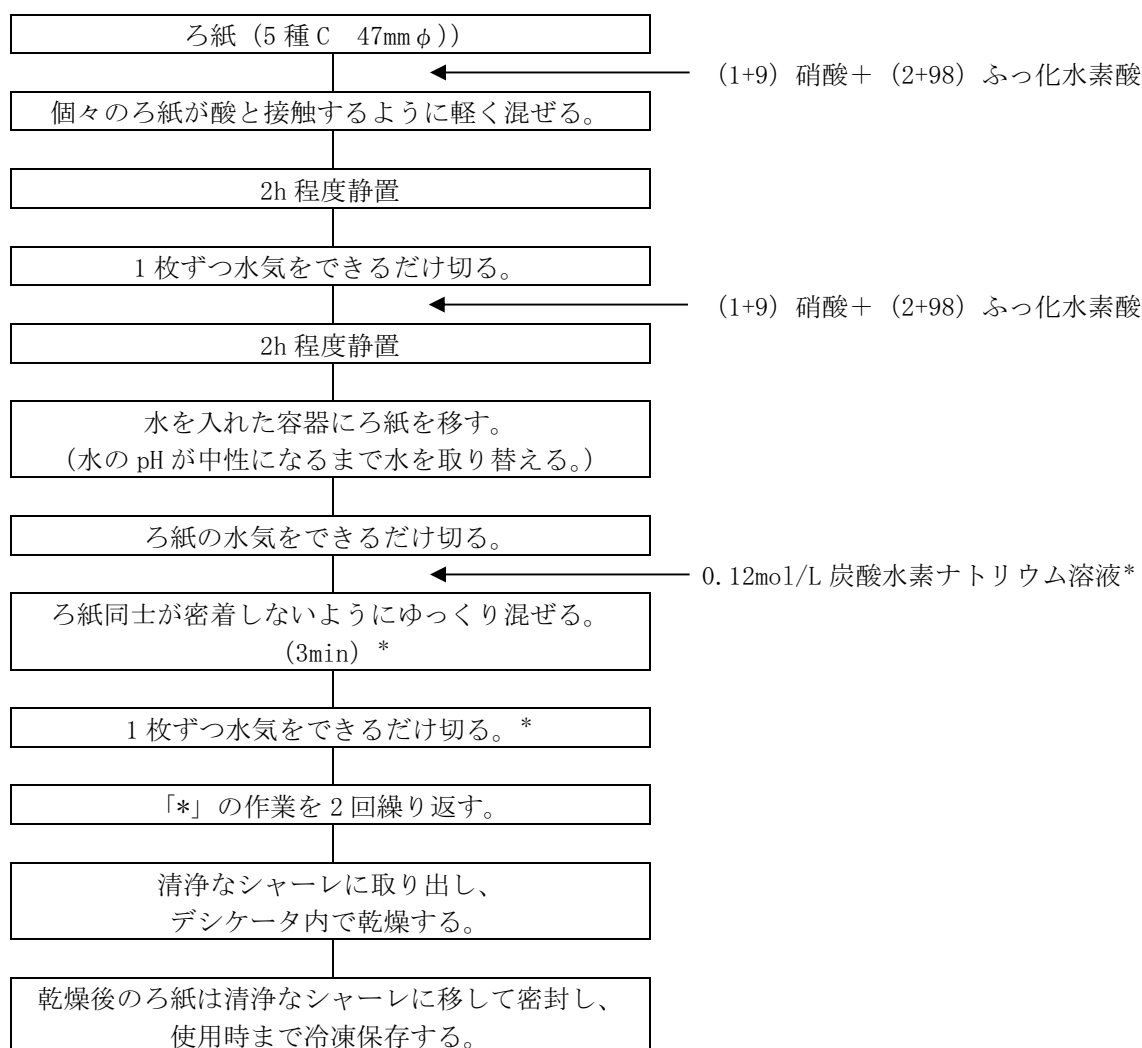 ろ紙（5種C　47mmφ））
（1+9）硝酸＋（2+98）ふっ化水素酸
個々のろ紙が酸と接触するように軽く混ぜる。
2h程度静置
1枚ずつ水気をできるだけ切る。
（1+9）硝酸＋（2+98）ふっ化水素酸
2h程度静置
水を入れた容器にろ紙を移す。
（水のpHが中性になるまで水を取り替える。）
ろ紙の水気をできるだけ切る。
0.12mol/L炭酸水素ナトリウム溶液*
ろ紙同士が密着しないようにゆっくり混ぜる。
（3min）*
1枚ずつ水気をできるだけ切る。*
「*」の作業を2回繰り返す。
清浄なシャーレに取り出し、
デシケータ内で乾燥する。
乾燥後のろ紙は清浄なシャーレに移して密封し、
使用時まで冷凍保存する。